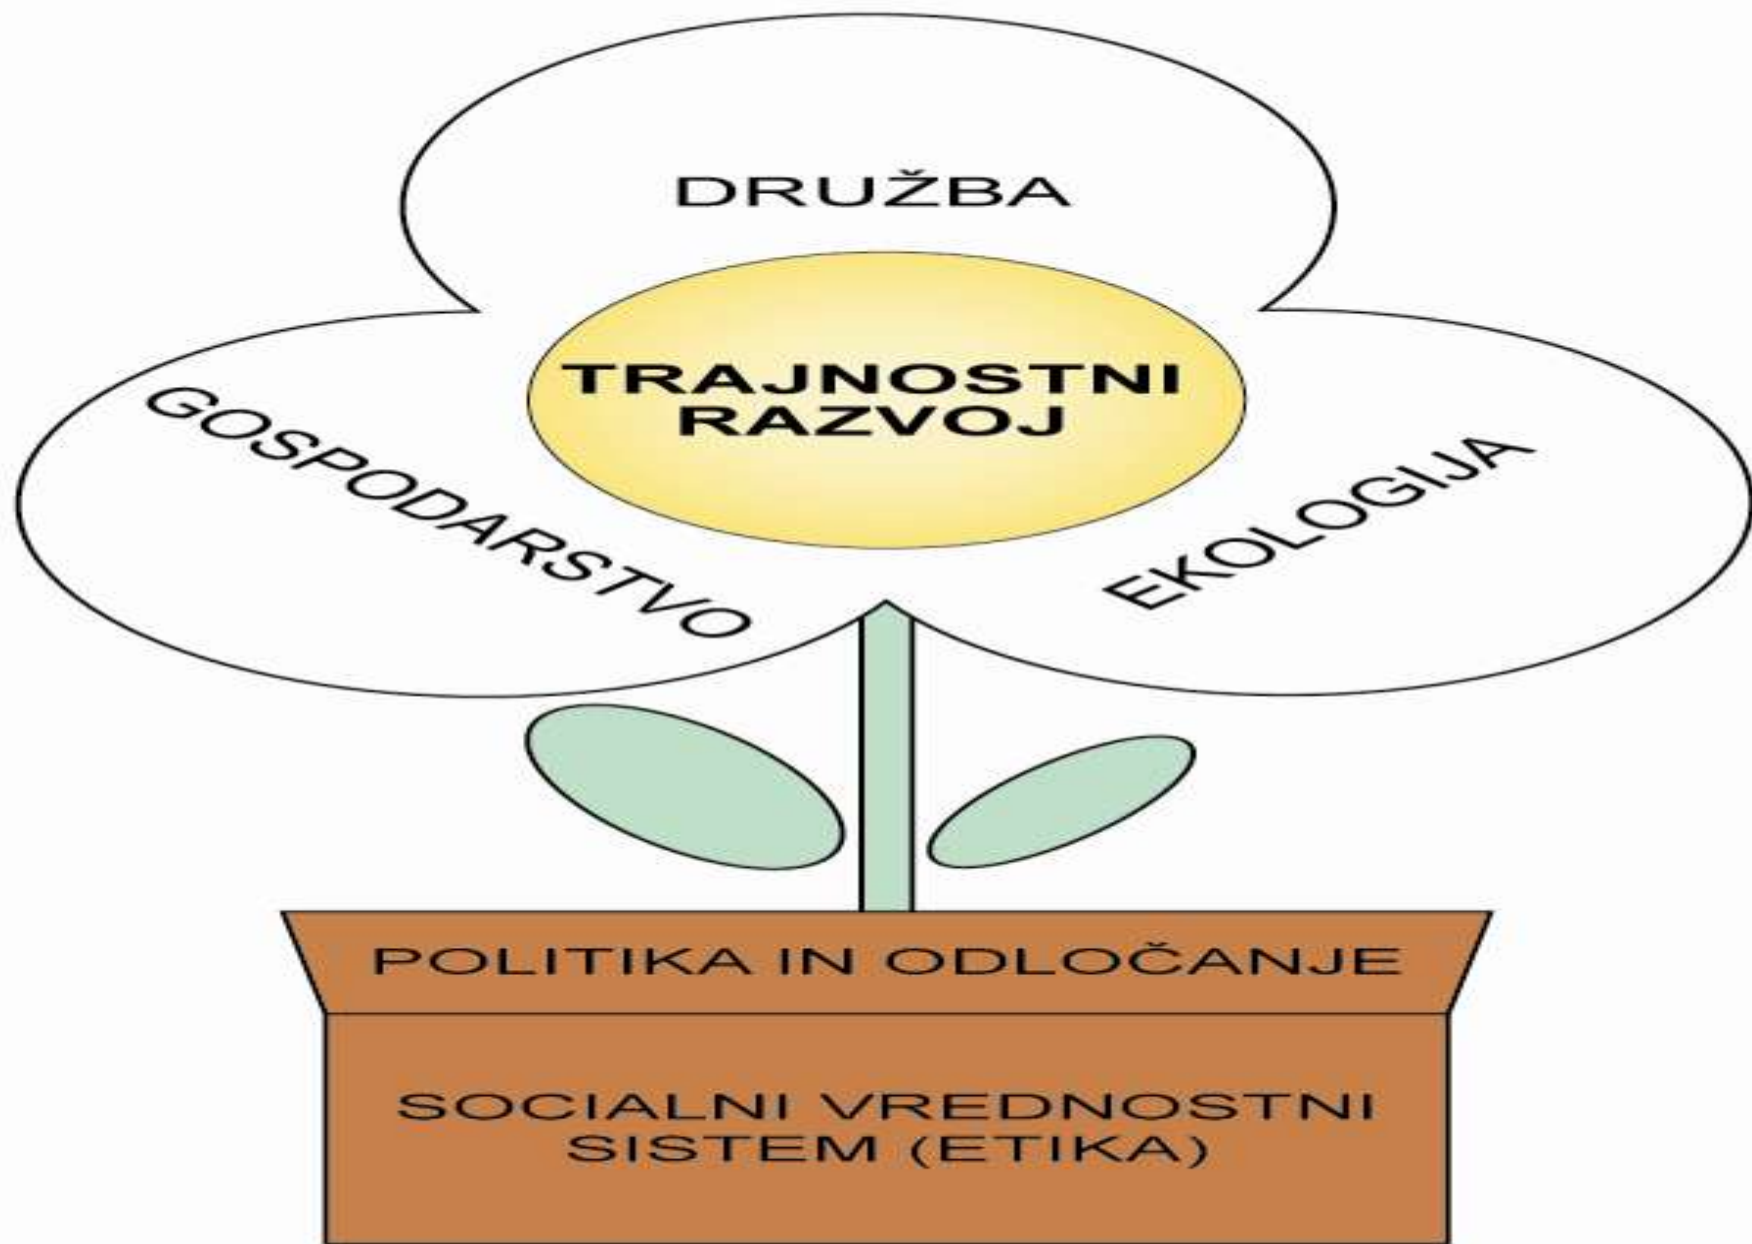 DRUŽBA
TRAJNOSTNI
RAZVOJ
GOSPODARSTVO
EKOLOGIJA
POLITIKA IN ODLOČANJE
SOCIALNI VREDNOSTNI
SISTEM (ETIKA)